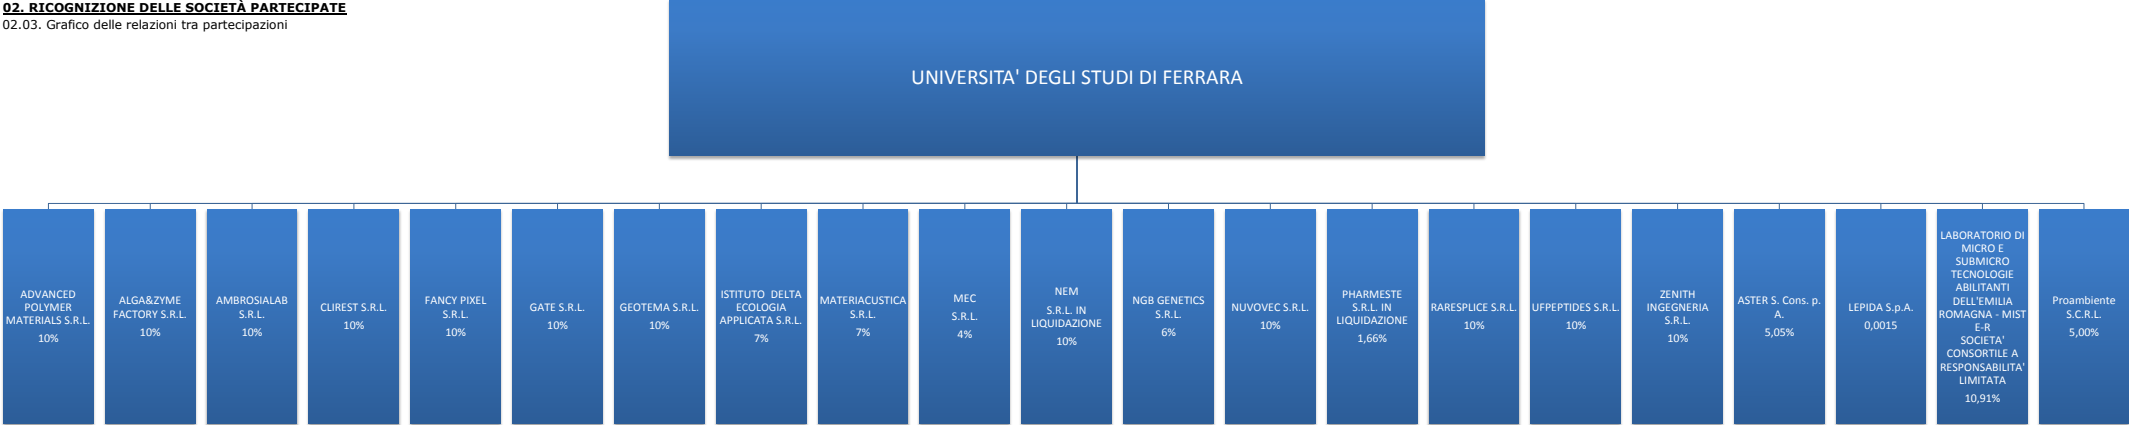 02. RICOGNIZIONE DELLE SOCIETÀ PARTECIPATE
02.03. Grafico delle relazioni tra partecipazioni
UNIVERSITA' DEGLI STUDI DI FERRARA
ADVANCED
POLYMER
MATERIALS S.R.L.
10%
ALGA&ZYME
FACTORY S.R.L.
10%
AMBROSIALAB
S.R.L.
10%
CLIREST S.R.L.
10%
FANCY PIXEL
S.R.L.
10%
GATE S.R.L.
10%
GEOTEMA S.R.L.
10%
ISTITUTO DELTA
ECOLOGIA
APPLICATA S.R.L.
7%
MATERIACUSTICA
S.R.L.
7%
MEC
S.R.L.
4%
NEM
S.R.L. IN
LIQUIDAZIONE
10%
NGB GENETICS
S.R.L.
6%
NUVOVEC S.R.L.
10%
PHARMESTE
S.R.L. IN
LIQUIDAZIONE
1,66%
RARESPLICE S.R.L.
10%
UFPEPTIDES S.R.L.
10%
ZENITH
INGEGNERIA
S.R.L.
10%
ASTER S. Cons. p.
A.
5,05%
LEPIDA S.p.A.
0,0015
LABORATORIO DI
MICRO E
SUBMICRO
TECNOLOGIE
ABILITANTI
DELL'EMILIA
ROMAGNA - MIST
E-R
SOCIETA'
CONSORTILE A
RESPONSABILITA'
LIMITATA
10,91%
Proambiente
S.C.R.L.
5,00%